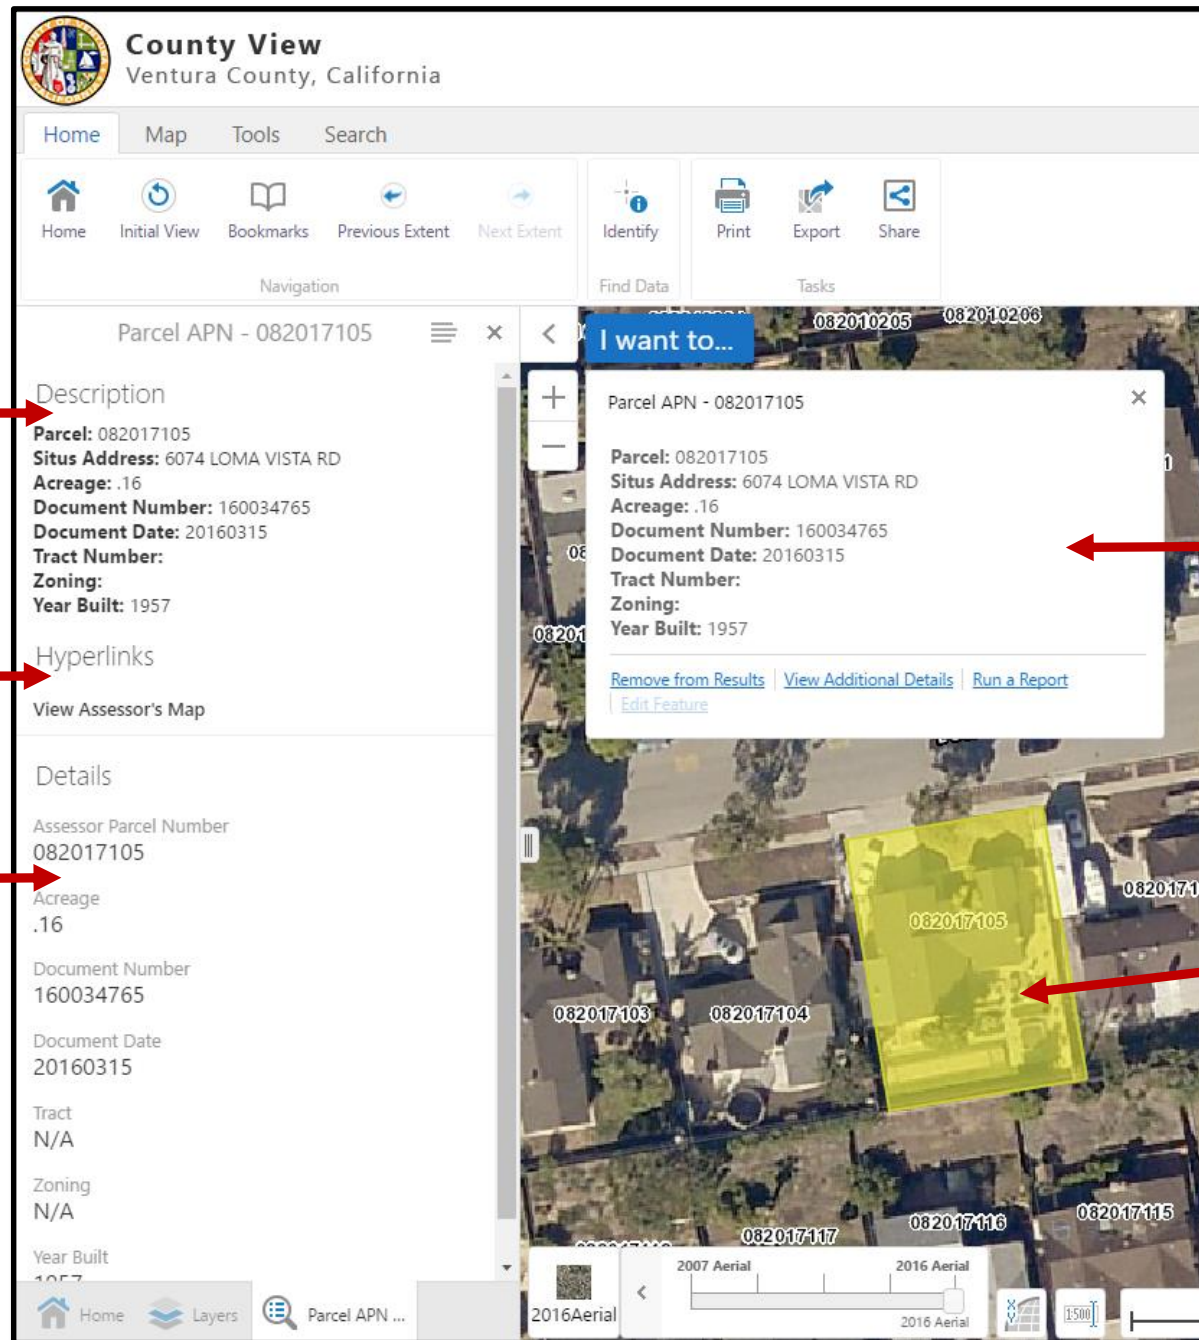 County View
Ventura County, California
Home Map Tools Search
Home Initial View Bookmarks Previous Extent Next Extent Identify Print Export Share
Navigation Find Data Tasks
Parcel APN - 082017105
Description
Parcel: 082017105
Situs Address: 6074 LOMA VISTA RD
Acreage: .16
Document Number: 160034765
Document Date: 20160315
Tract Number:
Zoning:
Year Built: 1957
Hyperlinks
View Assessor's Map
Details
Assessor Parcel Number
082017105
Acreage
.16
Document Number
160034765
Document Date
20160315
Tract
N/A
Zoning
N/A
Year Built
1957
Home Layers Parcel APN ...
I want to...
082010205 082010206
Parcel APN - 082017105
Parcel: 082017105
Situs Address: 6074 LOMA VISTA RD
Acreage: .16
Document Number: 160034765
Document Date: 20160315
Tract Number:
Zoning:
Year Built: 1957
Remove from Results View Additional Details Run a Report
Edit Feature
08201
082017105
082017103 082017104
082017115
082017116
082017117
2007 Aerial 2016 Aerial
2016Aerial
2016 Aerial
1:500